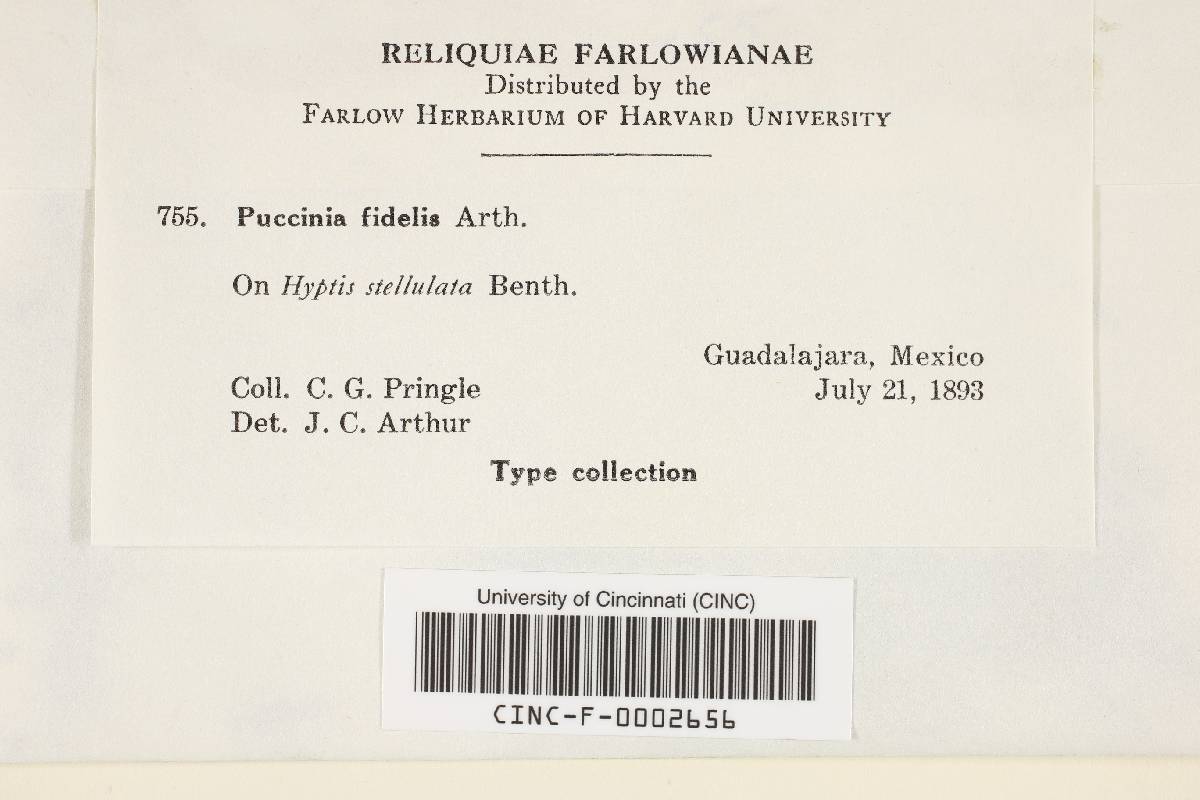 RELIQUIAE FARLOWIANAE
Distributed by the
FARLOW HERBARIUM OF HARVARD UNIVERSITY
755. Puccinia fidelis Arth.
On Hyptis stellulata Benth.
Guadalajara, Mexico
Coll. C. G. Pringle July 21, 1893
Det. J. C. Arthur
Type collection
University of Cincinnati (CINC)
CINC-F-0002656